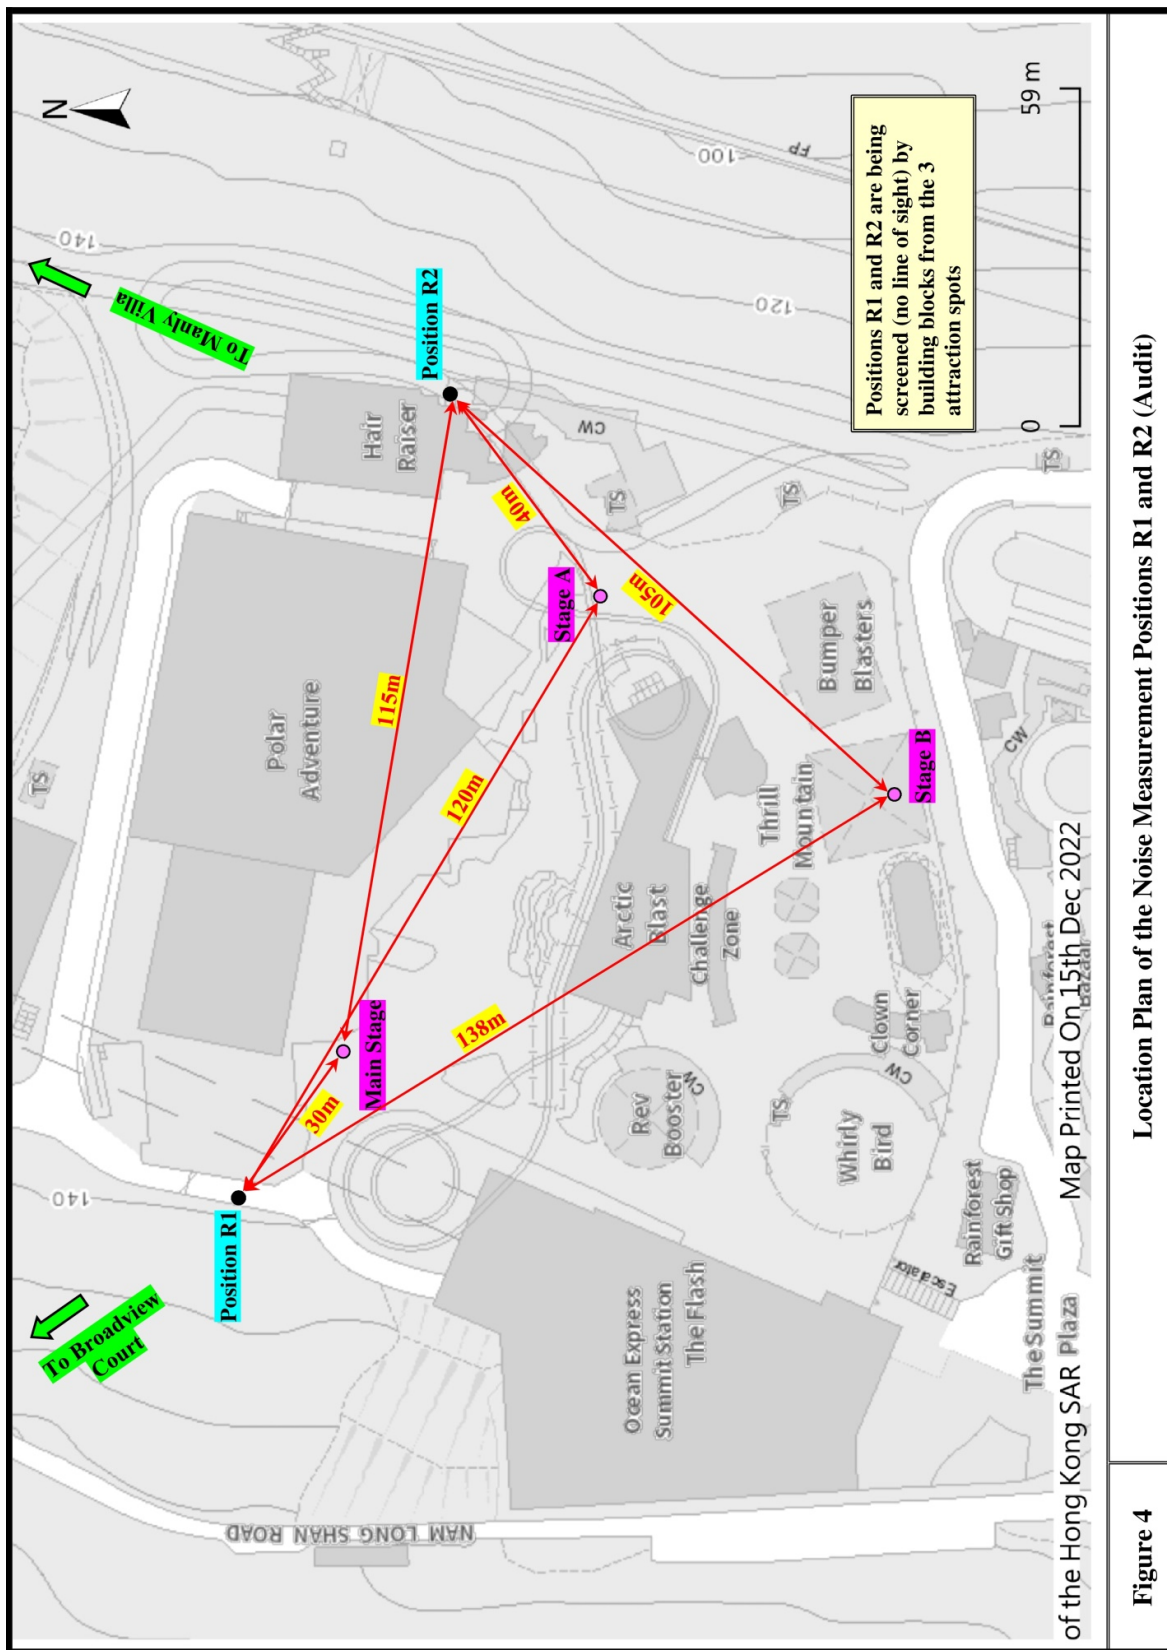 N
To Broadview
Court
To Manly Villa
140
140
TS
Position R1
Position R2
30m
Main Stage
115m
120m
138m
40m
105m
Stage A
Stage B
Polar
Adventure
Hair
Raiser
CW
TS
TS
TS
100
120
FP
NAM LONG SHAN ROAD
Ocean Express
Summit Station
The Flash
Rev
Booster
CW
Arctic
Blast
Challenge
Zone
Thrill
Mountain
Bumper
Blasters
TS
Whirly
Bird
CW
Clown
Corner
CW
Escalator
Rainforest
Gift Shop
Rainforest
Bazaar
The Summit
Plaza
Positions R1 and R2 are being
screened (no line of sight) by
building blocks from the 3
attraction spots
0
59 m
of the Hong Kong SAR
Map Printed On 15th Dec 2022
Figure 4
Location Plan of the Noise Measurement Positions R1 and R2 (Audit)